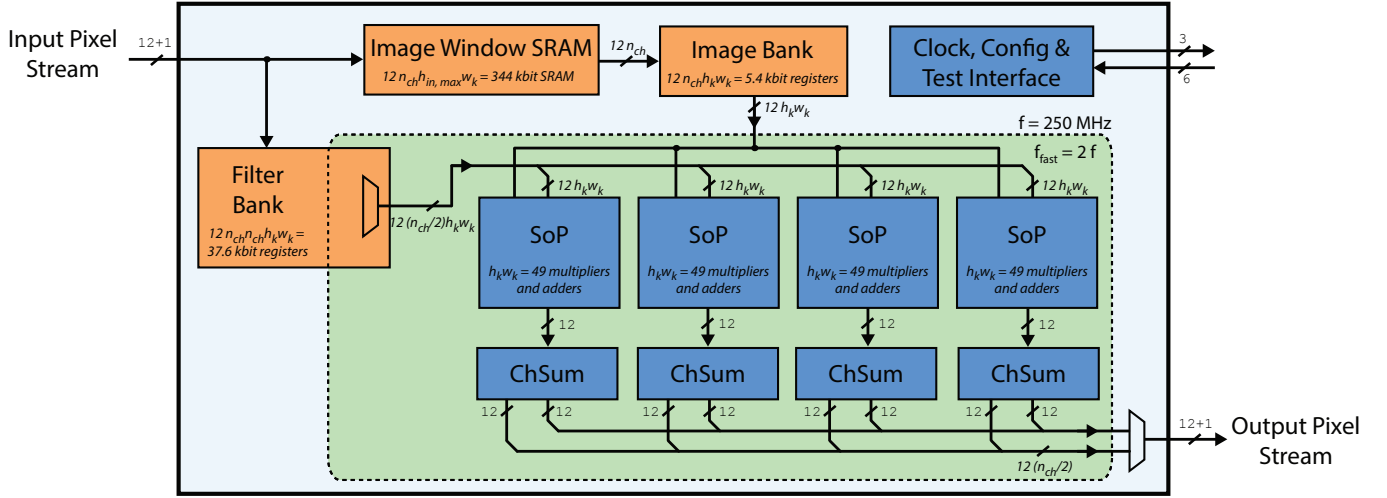 Input Pixel
Stream
12+1
Image Window SRAM
12 n_ch h_in, max w_k = 344 kbit SRAM
12 n_ch
Image Bank
12 n_ch h_k w_k = 5.4 kbit registers
12 h_k w_k
Clock, Config &
Test Interface
3
6
f = 250 MHz
f_fast = 2 f
Filter
Bank
12 n_ch n_ch h_k w_k =
37.6 kbit registers
12 (n_ch/2) h_k w_k
12 h_k w_k
12 h_k w_k
12 h_k w_k
12 h_k w_k
SoP
h_k w_k = 49 multipliers
and adders
SoP
h_k w_k = 49 multipliers
and adders
SoP
h_k w_k = 49 multipliers
and adders
SoP
h_k w_k = 49 multipliers
and adders
12
12
12
12
ChSum
ChSum
ChSum
ChSum
12
12
12
12
12
12
12
12
12 (n_ch/2)
12+1
Output Pixel
Stream